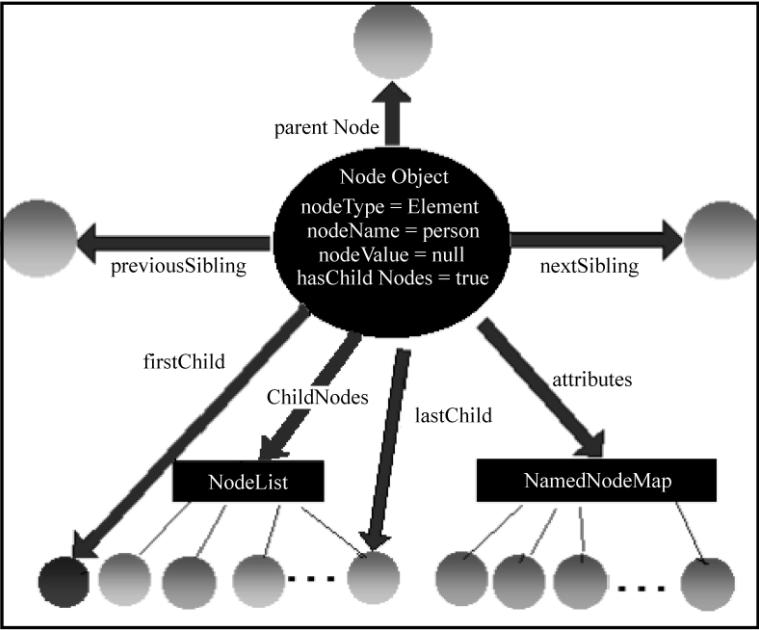 parent Node
Node Object
nodeType = Element
nodeName = person
nodeValue = null
hasChild Nodes = true
previousSibling
nextSibling
firstChild
ChildNodes
lastChild
attributes
NodeList
NamedNodeMap